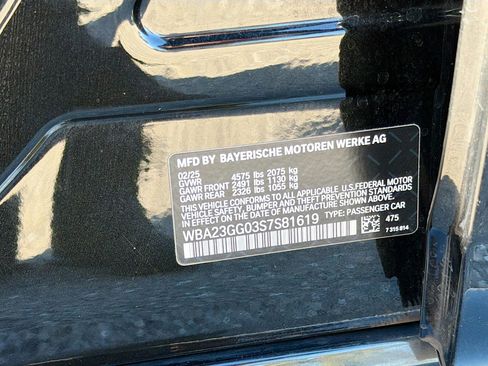 MFD BY BAYERISCHE MOTOREN WERKE AG
02/25 4575 lbs 2075 kg
GVWR
GAWR FRONT 2491 lbs 1130 kg
GAWR REAR 2326 lbs 1055 kg
THIS VEHICLE CONFORMS TO ALL APPLICABLE U.S. FEDERAL MOTOR
VEHICLE SAFETY, BUMPER, AND THEFT PREVENTION STANDARDS
IN EFFECT ON THE DATE OF MANUFACTURE SHOWN ABOVE.
WBA23GG03S7S81619 TYPE: PASSENGER CAR
475
7 315 814